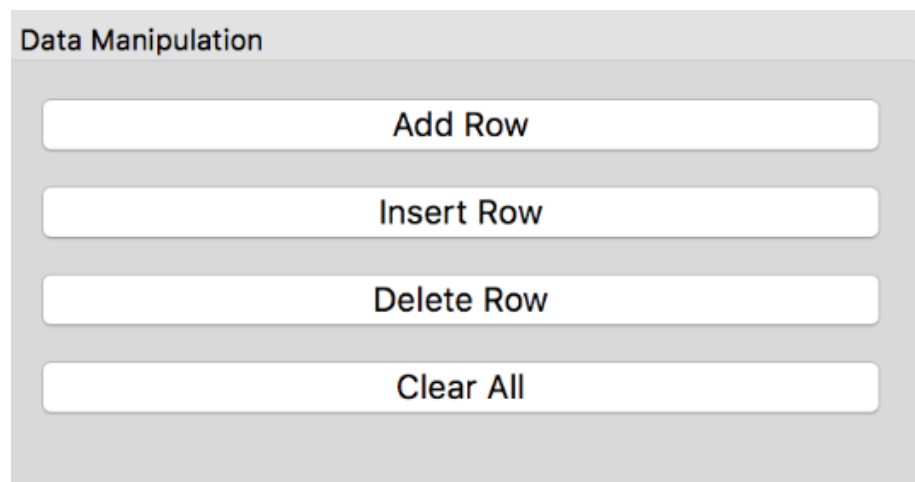 Data Manipulation
Add Row
Insert Row
Delete Row
Clear All